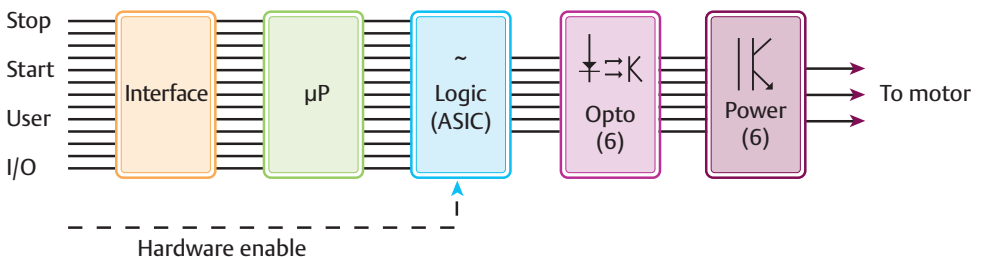 Stop
Start
User
I/O
Interface
µP
~
Logic
(ASIC)
Opto
(6)
Power
(6)
To motor
Hardware enable